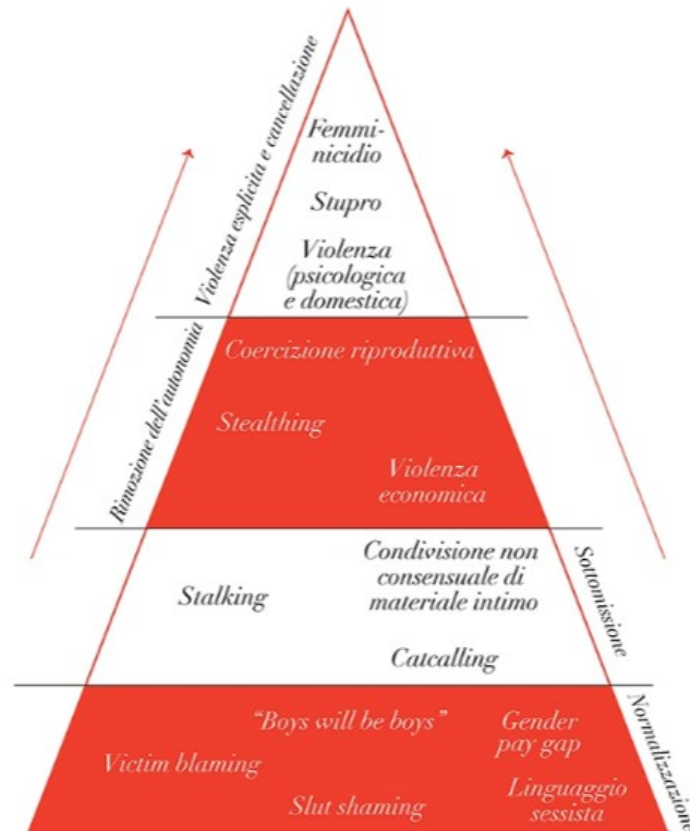 Violenza esplicita e cancellazione
Femmi-
nicidio
Stupro
Violenza
(psicologica
e domestica)
Rimozione dell'autonomia
Coercizione riproduttiva
Stealthing
Violenza
economica
Sottomissione
Condivisione non
consensuale di
materiale intimo
Stalking
Catcalling
Normalizzazione
“Boys will be boys”
Gender
pay gap
Victim blaming
Linguaggio
sessista
Slut shaming